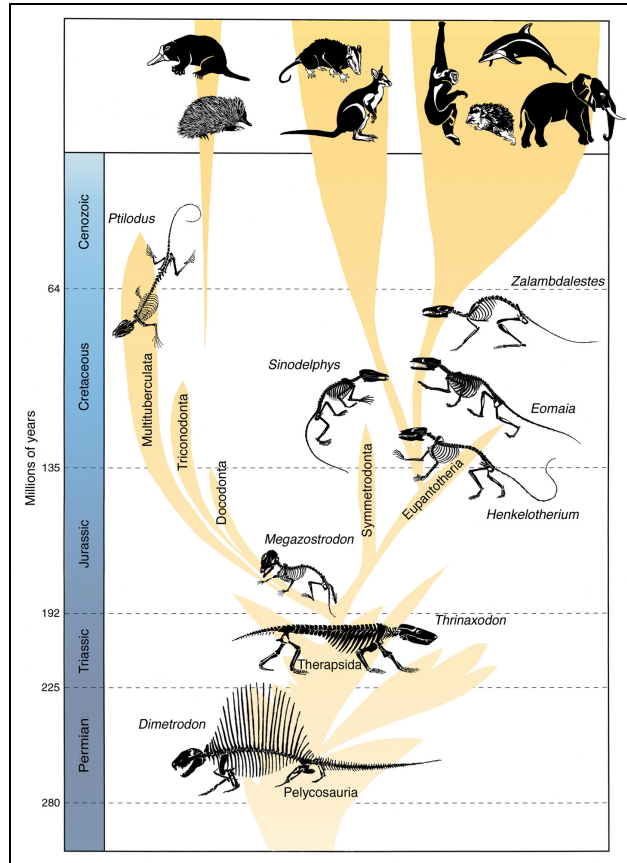 Ptilodus
Cenozoic
64
Zalambdalestes
Sinodelphys
Cretaceous
Multituberculata
Triconodonta
Eomaia
Docodonta
Symmetrodonta
Eupantotheria
135
Henkelotherium
Millions of years
Jurassic
Megazostrodon
192
Thrinaxodon
Triassic
Therapsida
225
Dimetrodon
Permian
Pelycosauria
280